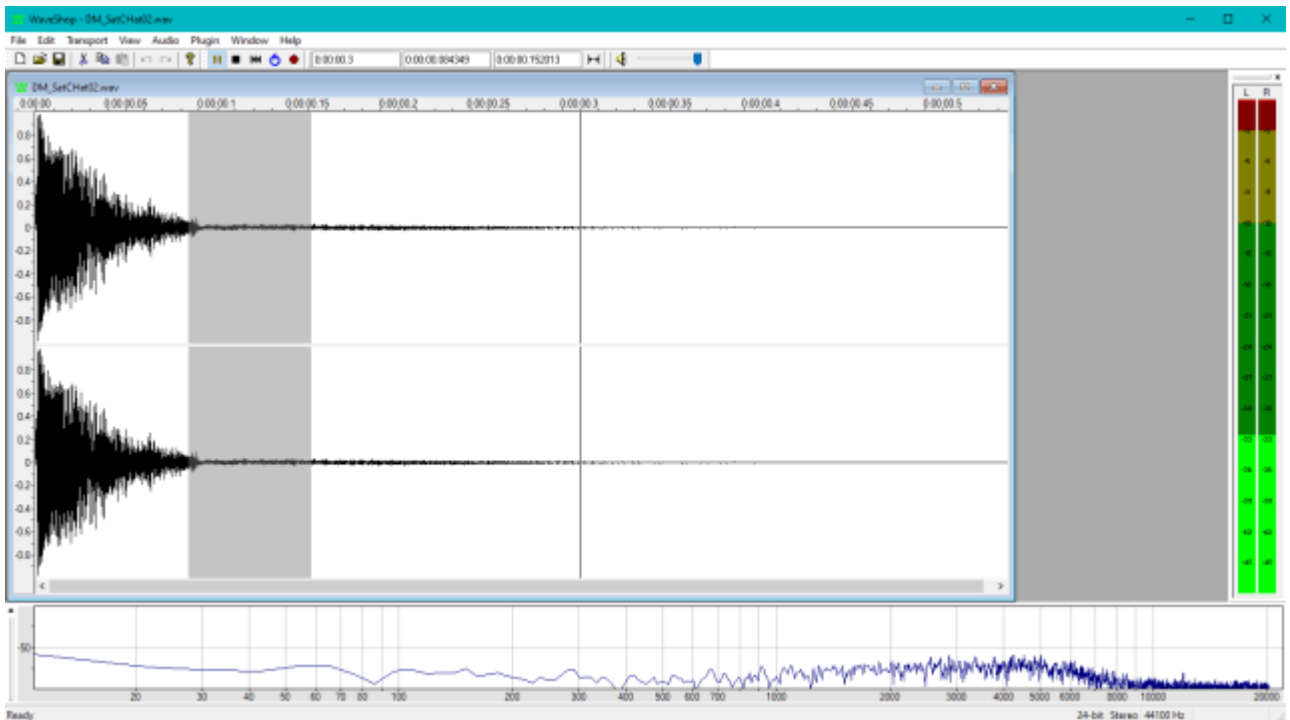 WaveShop - DM_SatCHat02.wav
File Edit Transport View Audio Plugin Window Help
0:00:00.3 0:00:00.084349 0:00:00.152013
DM_SatCHat02.wav
0:00:00 0:00:00.05 0:00:00.1 0:00:00.15 0:00:00.2 0:00:00.25 0:00:00.3 0:00:00.35 0:00:00.4 0:00:00.45 0:00:00.5
L R
0.8
0.6
0.4
0.2
0
-0.2
-0.4
-0.6
-0.8
0.8
0.6
0.4
0.2
0
-0.2
-0.4
-0.6
-0.8
-50
20 30 40 50 60 70 80 100 200 300 400 500 600 700 1000 2000 3000 4000 5000 6000 8000 10000 20000
Ready
24-bit Stereo 44100 Hz